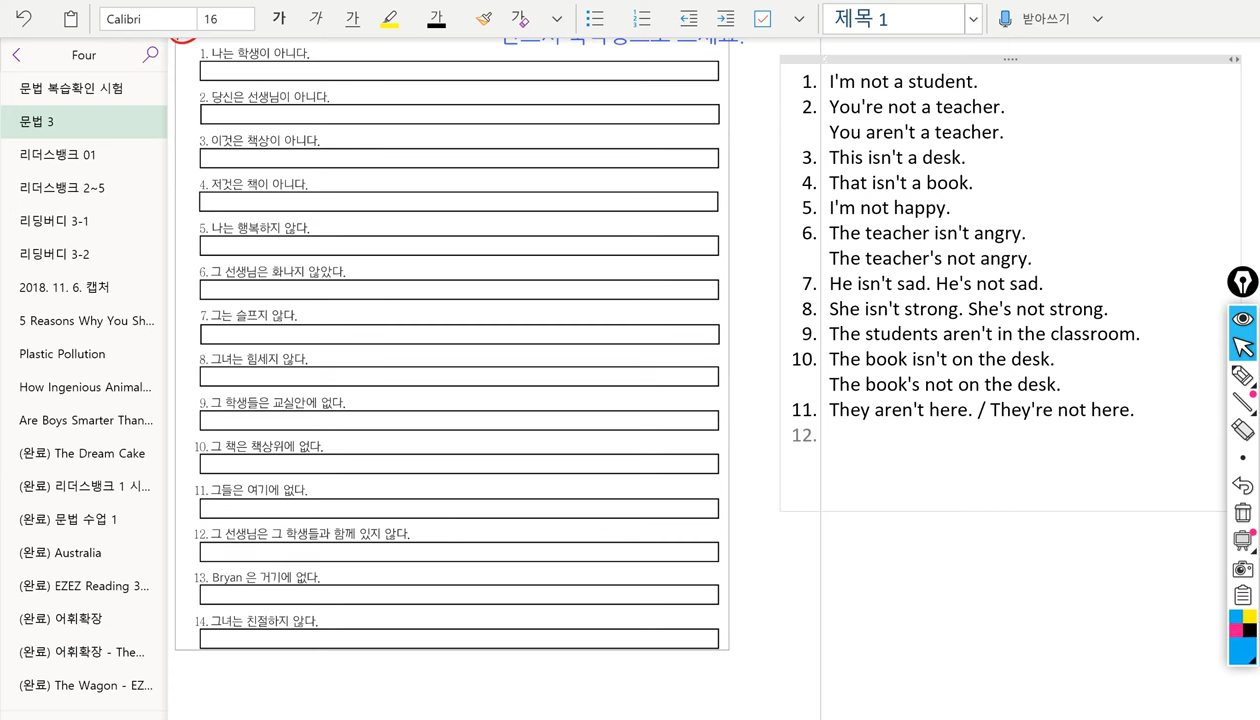 Calibri
16
가
가
가
가
가
제목 1
받아쓰기
Four
문법 복습확인 시험
문법 3
리더스뱅크 01
리더스뱅크 2~5
리딩버디 3-1
리딩버디 3-2
2018. 11. 6. 캡처
5 Reasons Why You Sh...
Plastic Pollution
How Ingenious Animal...
Are Boys Smarter Than...
(완료) The Dream Cake
(완료) 리더스뱅크 1 시...
(완료) 문법 수업 1
(완료) Australia
(완료) EZEZ Reading 3...
(완료) 어휘확장
(완료) 어휘확장 - The...
(완료) The Wagon - EZ...
1. 나는 학생이 아니다.
2. 당신은 선생님이 아니다.
3. 이것은 책상이 아니다.
4. 저것은 책이 아니다.
5. 나는 행복하지 않다.
6. 그 선생님은 화나지 않았다.
7. 그는 슬프지 않다.
8. 그녀는 힘세지 않다.
9. 그 학생들은 교실안에 없다.
10. 그 책은 책상위에 없다.
11. 그들은 여기에 없다.
12. 그 선생님은 그 학생들과 함께 있지 않다.
13. Bryan 은 거기에 없다.
14. 그녀는 친절하지 않다.
1. I'm not a student.
2. You're not a teacher.
You aren't a teacher.
3. This isn't a desk.
4. That isn't a book.
5. I'm not happy.
6. The teacher isn't angry.
The teacher's not angry.
7. He isn't sad. He's not sad.
8. She isn't strong. She's not strong.
9. The students aren't in the classroom.
10. The book isn't on the desk.
The book's not on the desk.
11. They aren't here. / They're not here.
12.